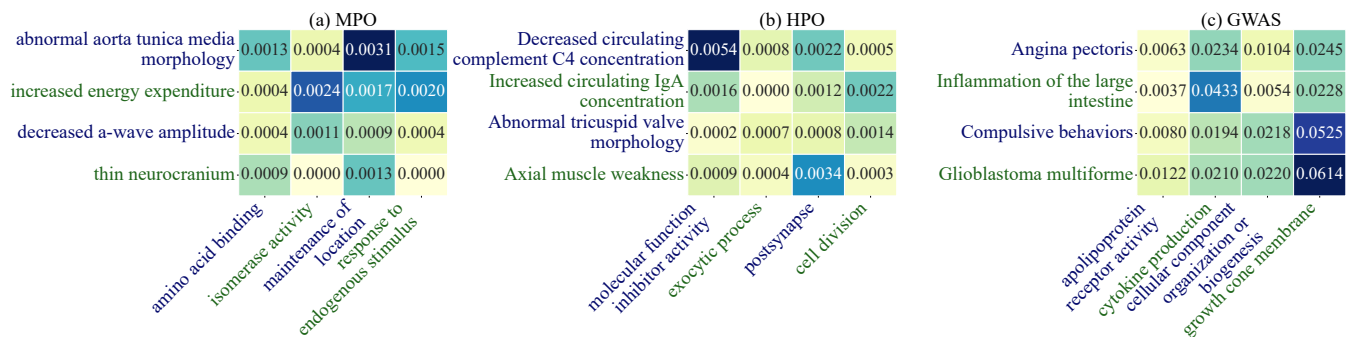 (a) MPO
abnormal aorta tunica media
morphology
0.0013 0.0004 0.0031 0.0015
increased energy expenditure
0.0004 0.0024 0.0017 0.0020
decreased a-wave amplitude
0.0004 0.0011 0.0009 0.0004
thin neurocranium
0.0009 0.0000 0.0013 0.0000
amino acid binding
isomerase activity
maintenance of
location
response to
endogenous stimulus
(b) HPO
Decreased circulating
complement C4 concentration
0.0054 0.0008 0.0022 0.0005
Increased circulating IgA
concentration
0.0016 0.0000 0.0012 0.0022
Abnormal tricuspid valve
morphology
0.0002 0.0007 0.0008 0.0014
Axial muscle weakness
0.0009 0.0004 0.0034 0.0003
molecular function
inhibitor activity
exocytic process
postsynapse
cell division
(c) GWAS
Angina pectoris
0.0063 0.0234 0.0104 0.0245
Inflammation of the large
intestine
0.0037 0.0433 0.0054 0.0228
Compulsive behaviors
0.0080 0.0194 0.0218 0.0525
Glioblastoma multiforme
0.0122 0.0210 0.0220 0.0614
apolipoprotein
receptor activity
cytokine production
cellular component
organization or
biogenesis
growth cone membrane